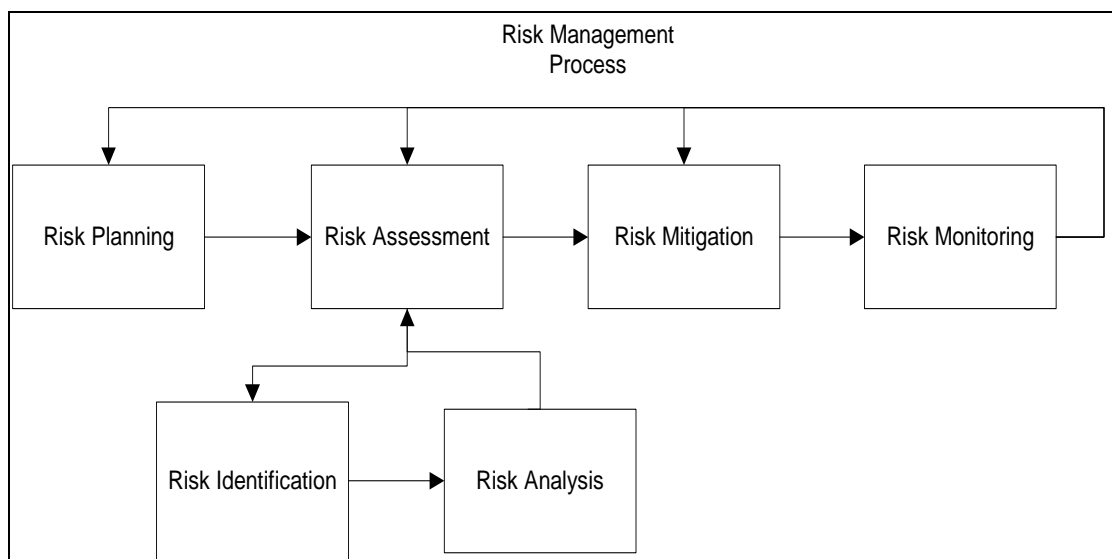 Risk Management
Process
Risk Planning
Risk Assessment
Risk Mitigation
Risk Monitoring
Risk Identification
Risk Analysis